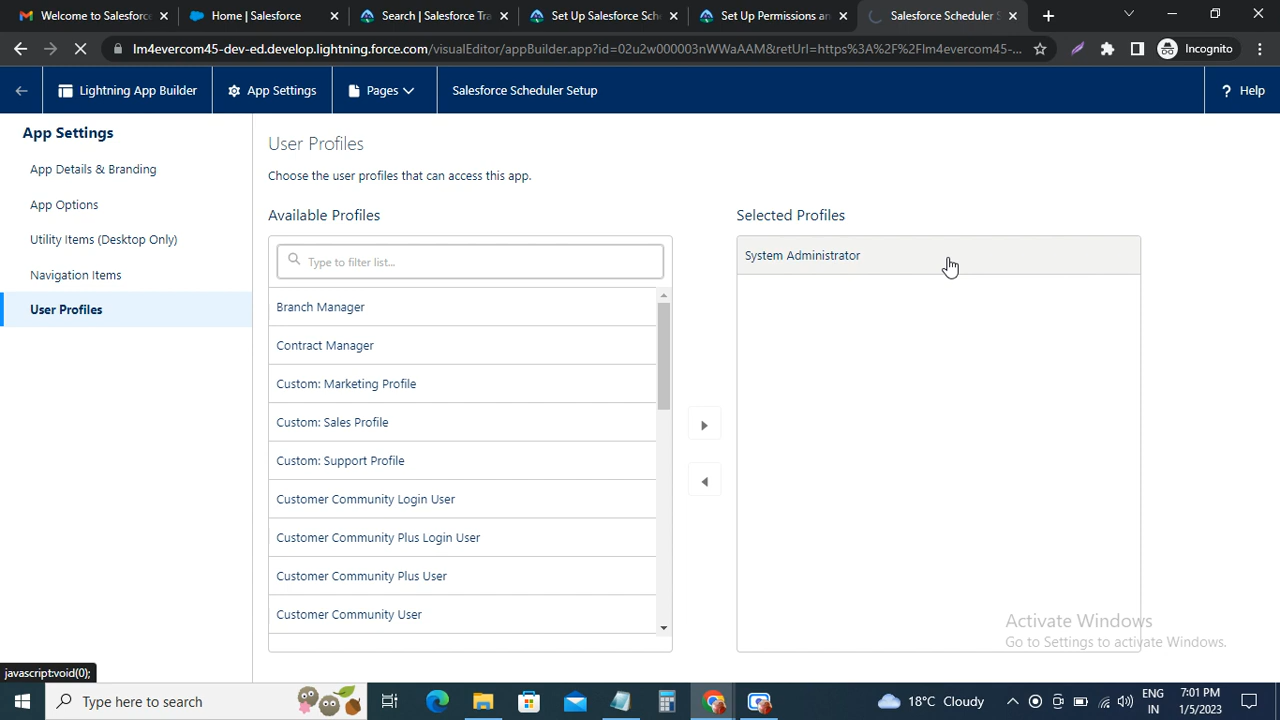 Welcome to Salesforc
Home | Salesforce
Search | Salesforce Tra
Set Up Salesforce Sch
Set Up Permissions an
Salesforce Scheduler S
lm4evercom45-dev-ed.develop.lightning.force.com/visualEditor/appBuilder.app?id=02u2w000003nWWaAAM&retUrl=https%3A%2F%2Flm4evercom45-...
Incognito
Lightning App Builder
App Settings
Pages
Salesforce Scheduler Setup
? Help
App Settings
App Details & Branding
App Options
Utility Items (Desktop Only)
Navigation Items
User Profiles
User Profiles
Choose the user profiles that can access this app.
Available Profiles
Type to filter list...
Branch Manager
Contract Manager
Custom: Marketing Profile
Custom: Sales Profile
Custom: Support Profile
Customer Community Login User
Customer Community Plus Login User
Customer Community Plus User
Customer Community User
Selected Profiles
System Administrator
Activate Windows
Go to Settings to activate Windows.
javascript:void(0);
Type here to search
18°C Cloudy
ENG
IN
7:01 PM
1/5/2023